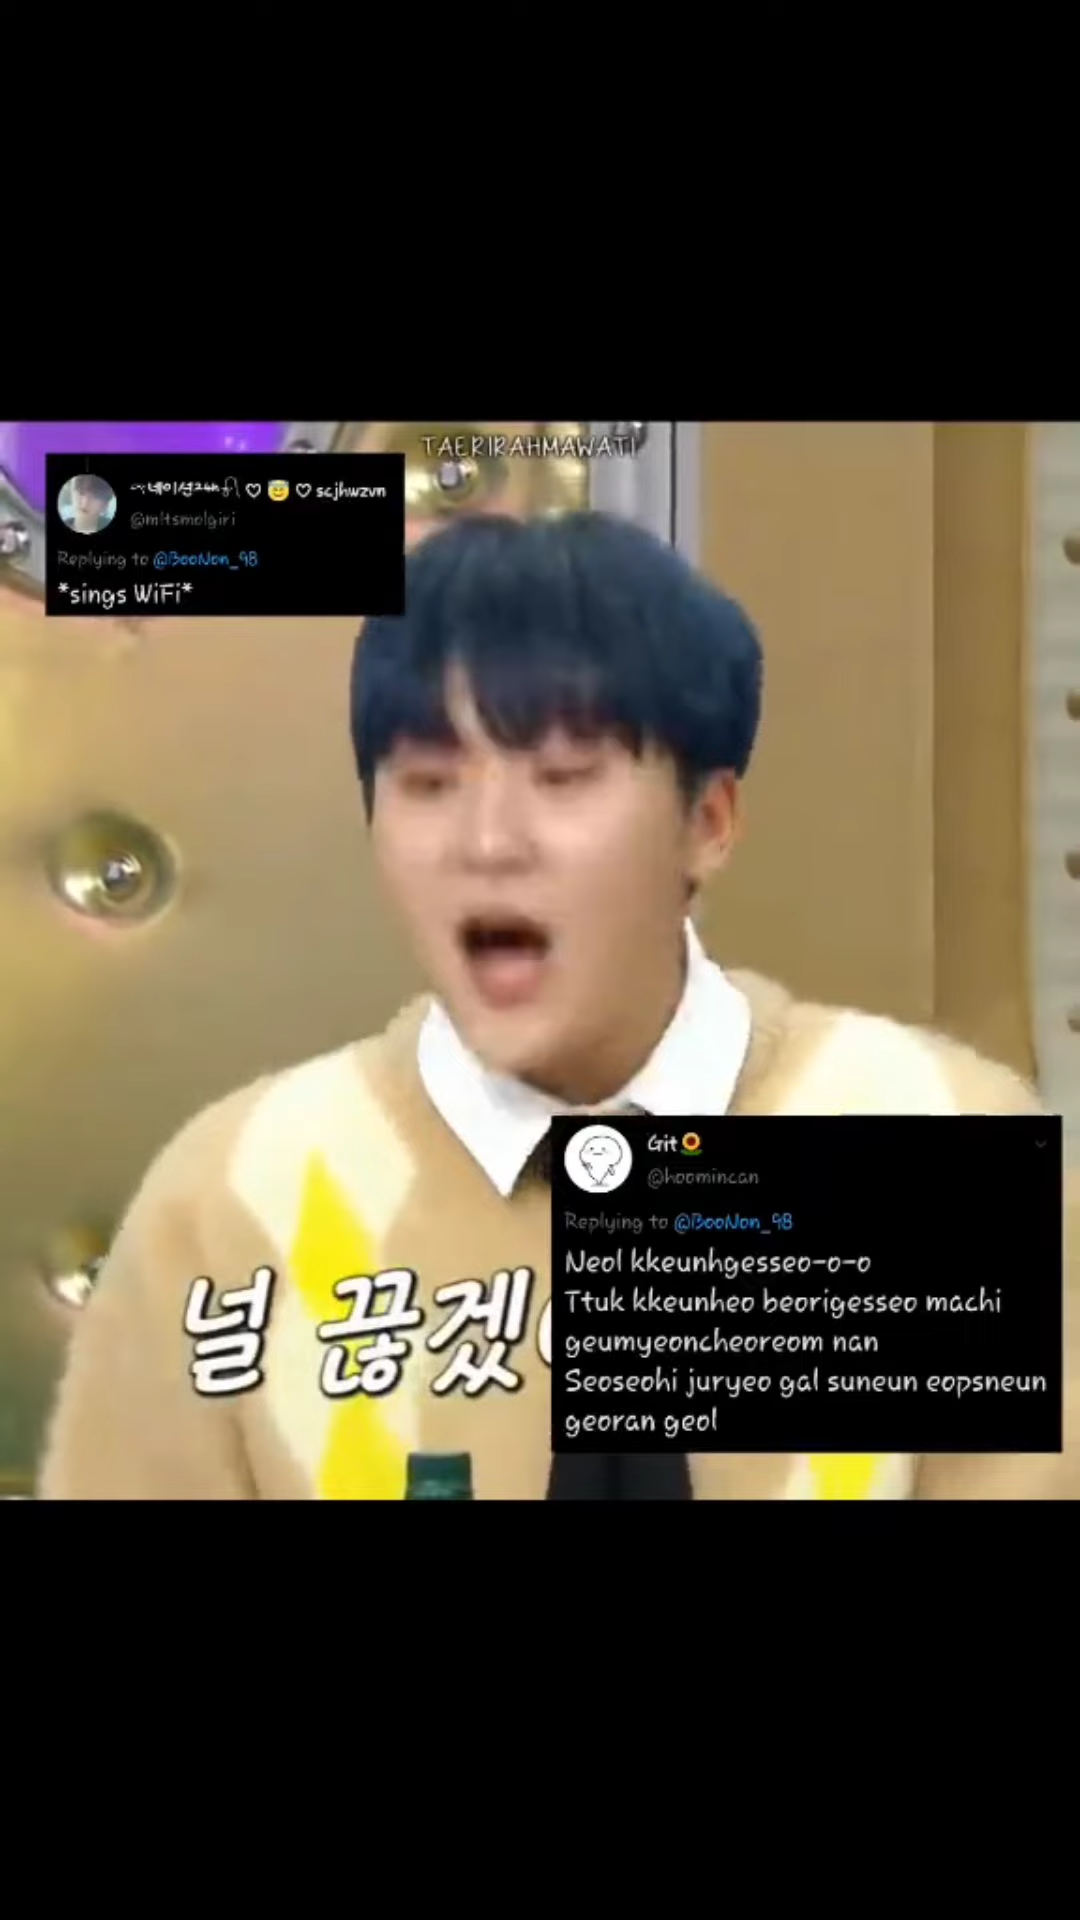 TAERIRAHMAWATI
♡ 😇 ♡ scjhwzvn
@mltsmolgiri
Replying to @BooNon_98
*sings WiFi*
Git🌻
@hoomincan
Replying to @BooNon_98
Neol kkeunhgesseo-o-o
Ttuk kkeunheo beorigesseo machi
geumyeoncheoreom nan
Seoseohi juryeo gal suneun eopsneun
georan geol
널 끊겠